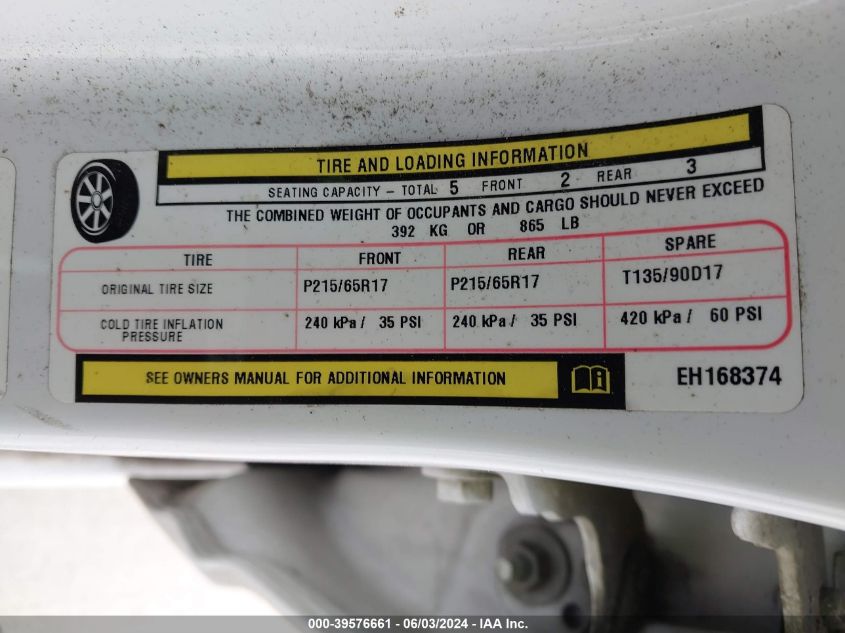 TIRE AND LOADING INFORMATION
SEATING CAPACITY – TOTAL 5 FRONT 2 REAR 3
THE COMBINED WEIGHT OF OCCUPANTS AND CARGO SHOULD NEVER EXCEED
392 KG OR 865 LB
TIRE FRONT REAR SPARE
ORIGINAL TIRE SIZE P215/65R17 P215/65R17 T135/90D17
COLD TIRE INFLATION PRESSURE 240 kPa / 35 PSI 240 kPa / 35 PSI 420 kPa / 60 PSI
SEE OWNERS MANUAL FOR ADDITIONAL INFORMATION
EH168374
000-39576661 - 06/03/2024 - IAA Inc.